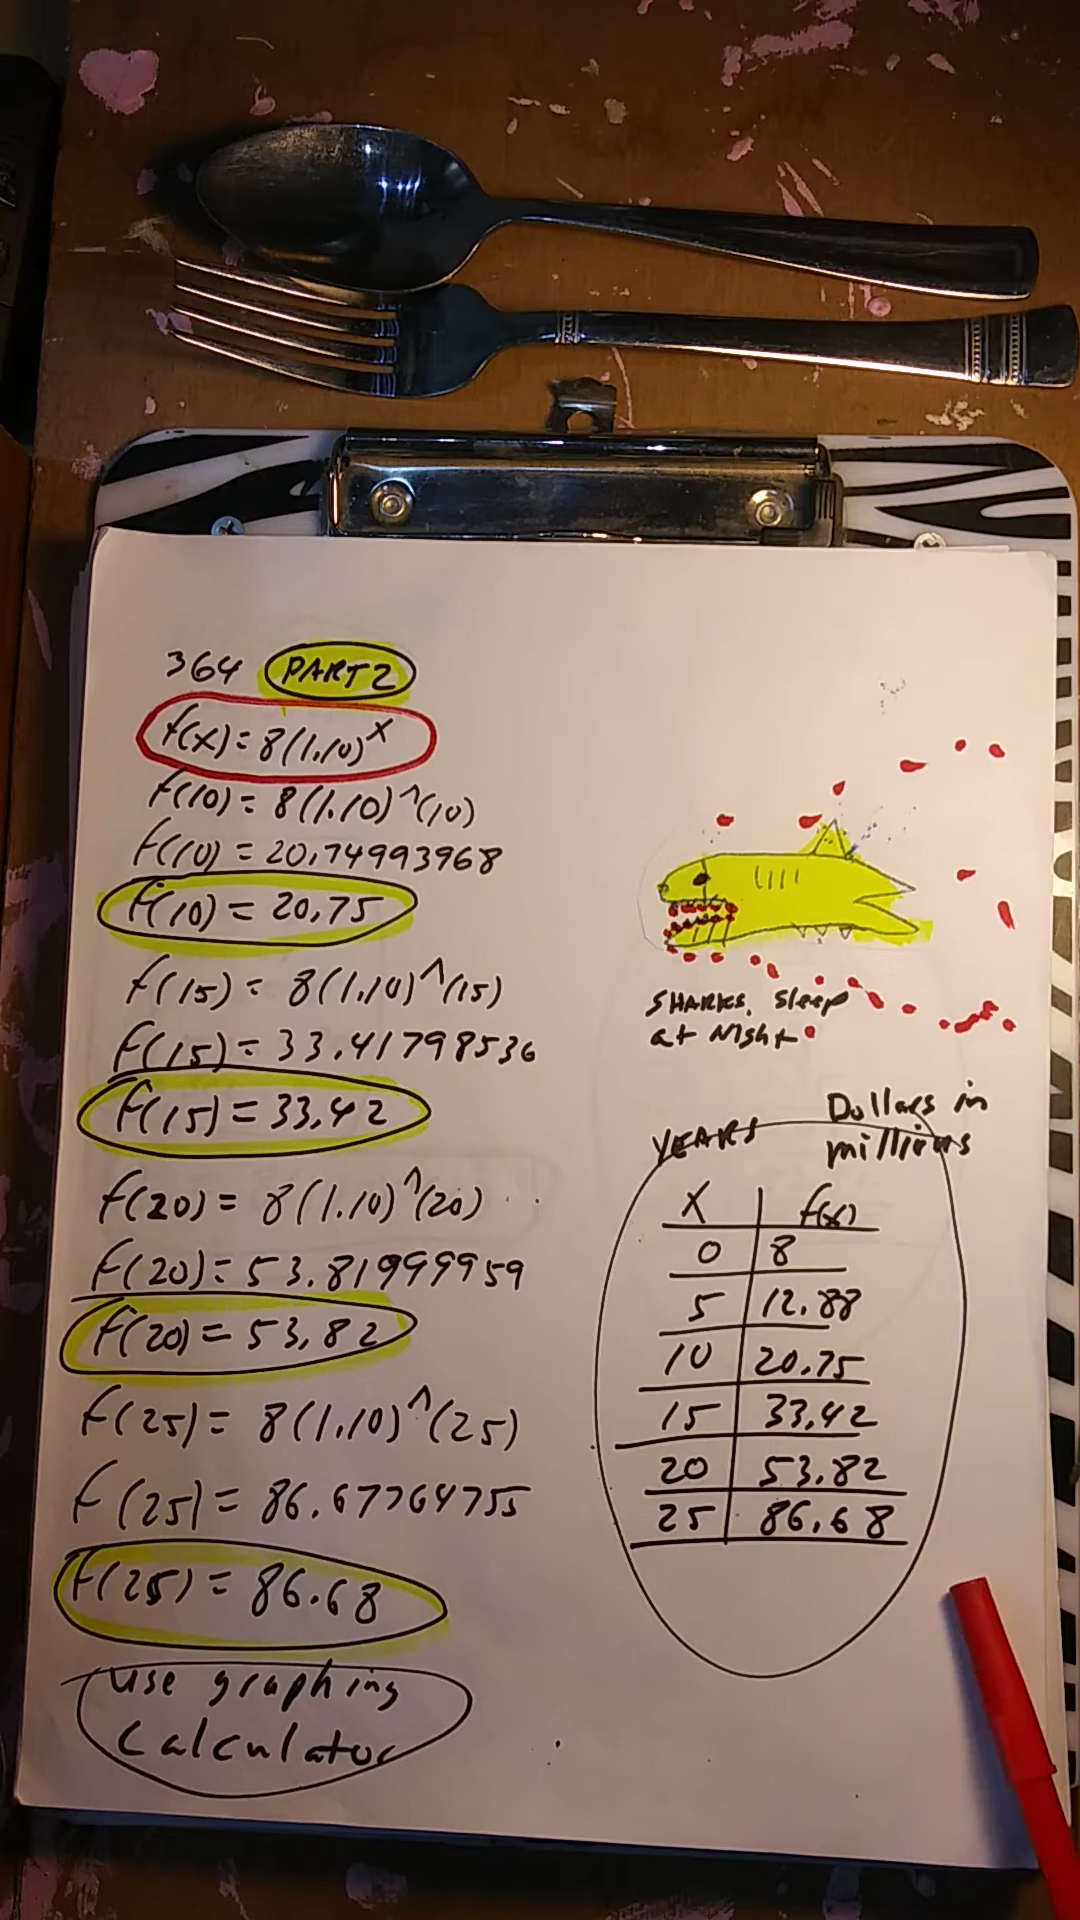 364 PART 2
f(x) = 8(1.10)^x
f(10) = 8(1.10)^(10)
f(10) = 20.74993968
f(10) = 20.75
f(15) = 8(1.10)^(15)
f(15) = 33.41798536
f(15) = 33.42
f(20) = 8(1.10)^(20)
f(20) = 53.81999959
f(20) = 53.82
f(25) = 8(1.10)^(25)
f(25) = 86.67764755
f(25) = 86.68
use graphing
calculator
SHARKS. Sleep
at Night.
YEARS Dollars in
millions
X f(x)
0 8
5 12.88
10 20.75
15 33.42
20 53.82
25 86.68